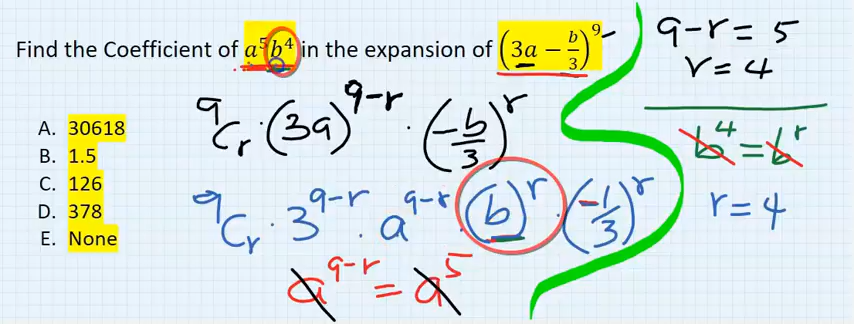 Find the Coefficient of a⁵b⁴ in the expansion of (3a − b/3)⁹
A. 30618
B. 1.5
C. 126
D. 378
E. None
⁹Cᵣ · (3a)⁹⁻ʳ · (−b/3)ʳ
⁹Cᵣ · 3⁹⁻ʳ · a⁹⁻ʳ · (b)ʳ · (−1/3)ʳ
a⁹⁻ʳ = a⁵
9−r = 5
r = 4
b⁴ = bʳ
r = 4